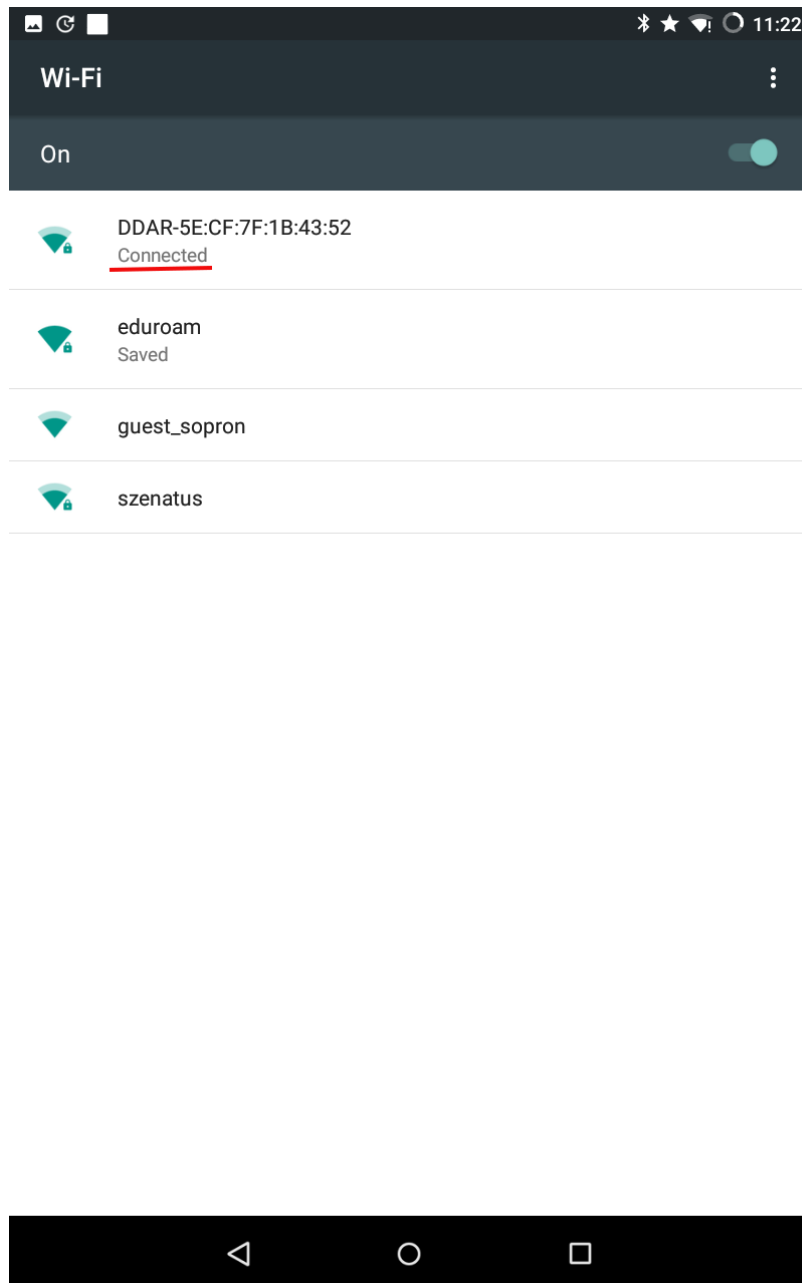 11:22
Wi-Fi
On
DDAR-5E:CF:7F:1B:43:52
Connected
eduroam
Saved
guest_sopron
szenatus